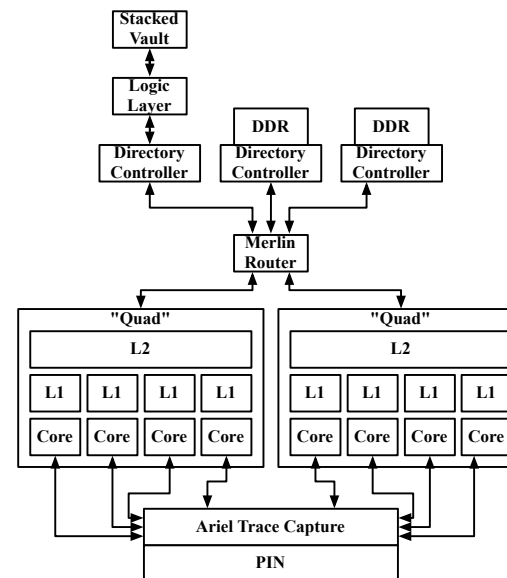 Stacked
Vault
Logic
Layer
DDR
DDR
Directory
Controller
Directory
Controller
Directory
Controller
Merlin
Router
"Quad"
"Quad"
L2
L2
L1
L1
L1
L1
L1
L1
L1
L1
Core
Core
Core
Core
Core
Core
Core
Core
Ariel Trace Capture
PIN